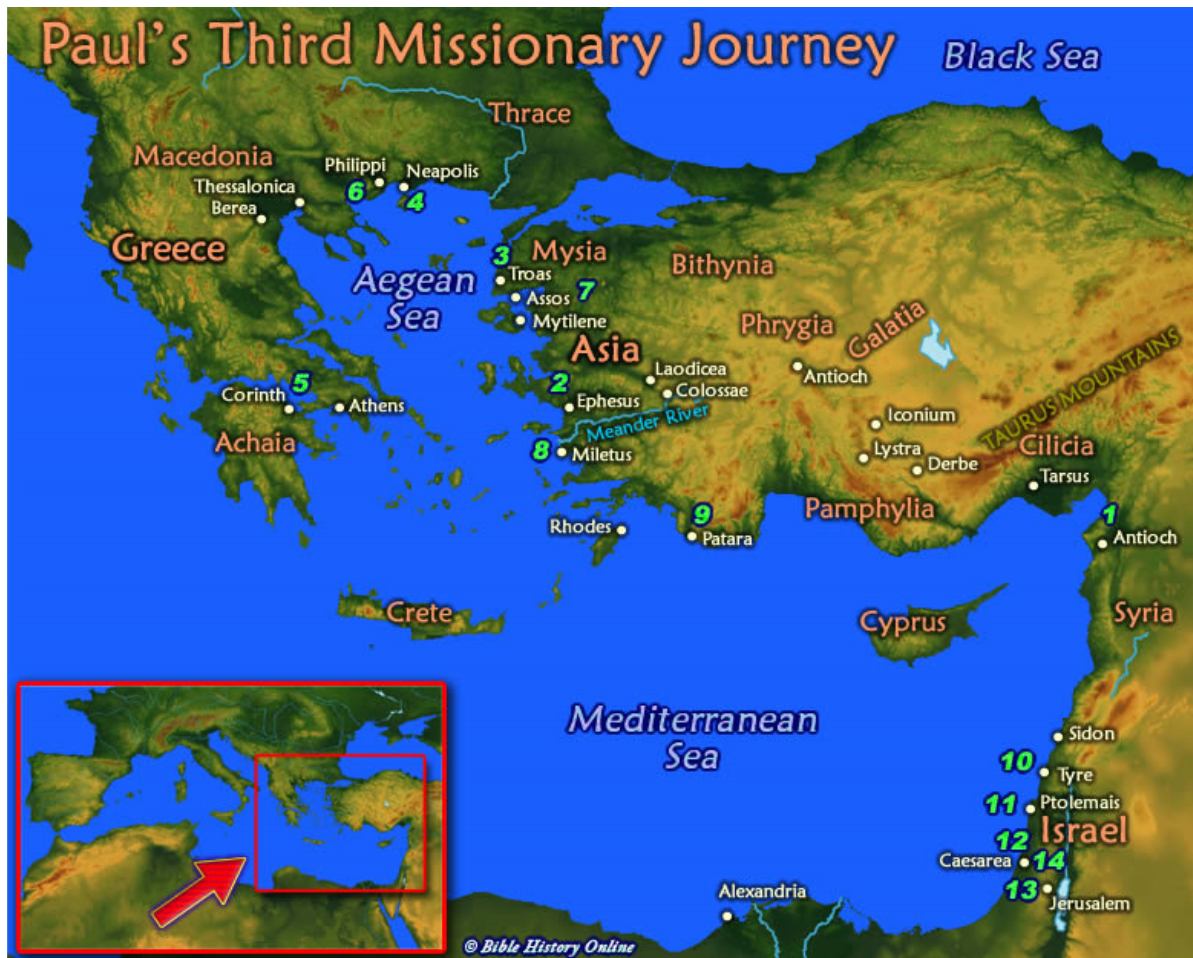 Paul's Third Missionary Journey
Black Sea
Thrace
Macedonia
Philippi
Neapolis
Thessalonica
6
4
Berea
Greece
3
Mysia
Bithynia
Troas
Aegean
Sea
Assos
7
Mytilene
Phrygia
Galatia
Asia
TAURUS MOUNTAINS
Laodicea
Antioch
5
2
Colossae
Corinth
Athens
Ephesus
Iconium
Meander River
Achaia
8
Miletus
Lystra
Derbe
Cilicia
Tarsus
Pamphylia
9
1
Rhodes
Patara
Antioch
Crete
Cyprus
Syria
Mediterranean
Sea
Sidon
10
Tyre
11
Ptolemais
Israel
12
Caesarea
14
13
Jerusalem
Alexandria
© Bible History Online